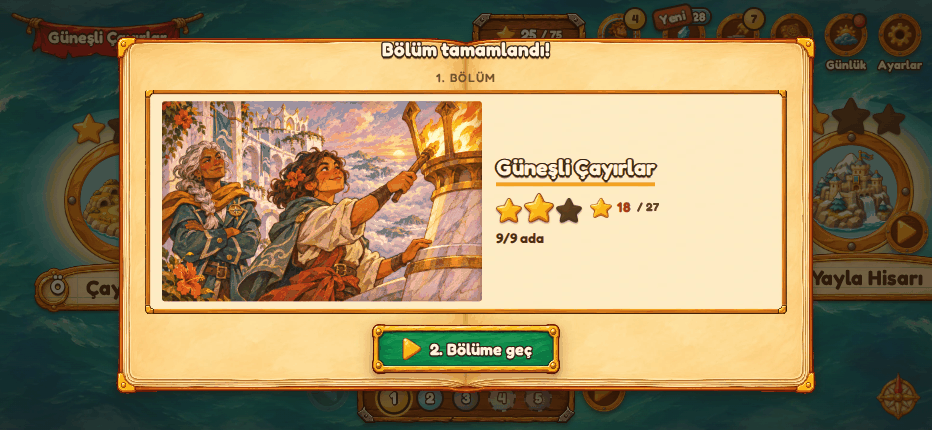 Güneşli Çayırlar
25 / 75
4
Yeni 28
7
Günlük
Ayarlar
Bölüm tamamlandı!
1. BÖLÜM
Güneşli Çayırlar
18 / 27
9/9 ada
Çay
Yayla Hisarı
2. Bölüme geç
1 2 3 4 5